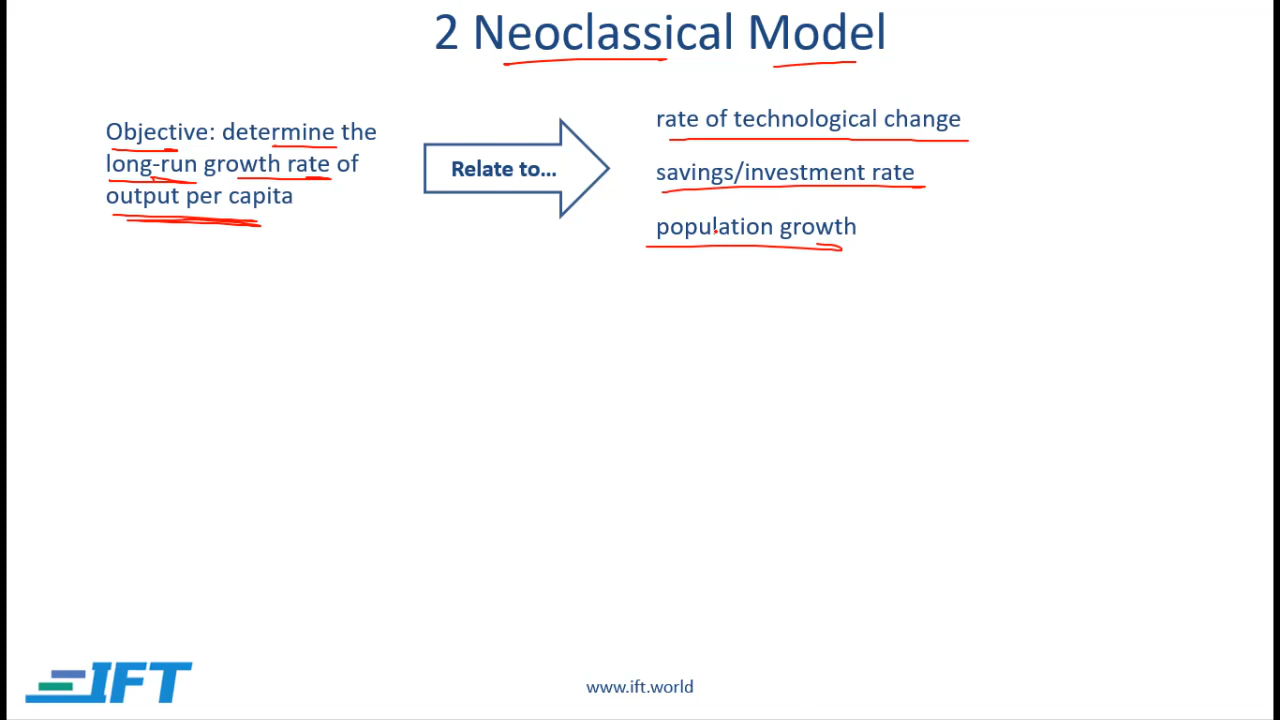 2 Neoclassical Model
Objective: determine the
long-run growth rate of
output per capita
Relate to...
rate of technological change
savings/investment rate
population growth
IFT
www.ift.world